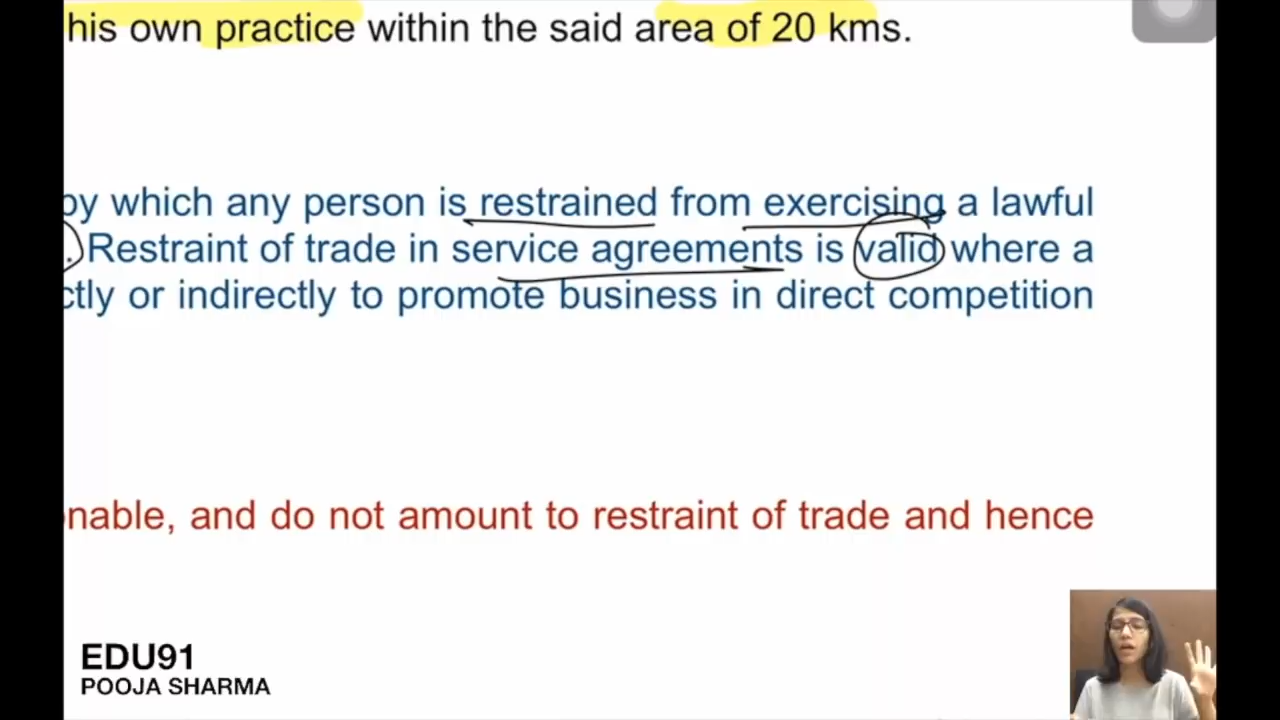 his own practice within the said area of 20 kms.
by which any person is restrained from exercising a lawful
. Restraint of trade in service agreements is valid where a
ctly or indirectly to promote business in direct competition
onable, and do not amount to restraint of trade and hence
EDU91
POOJA SHARMA